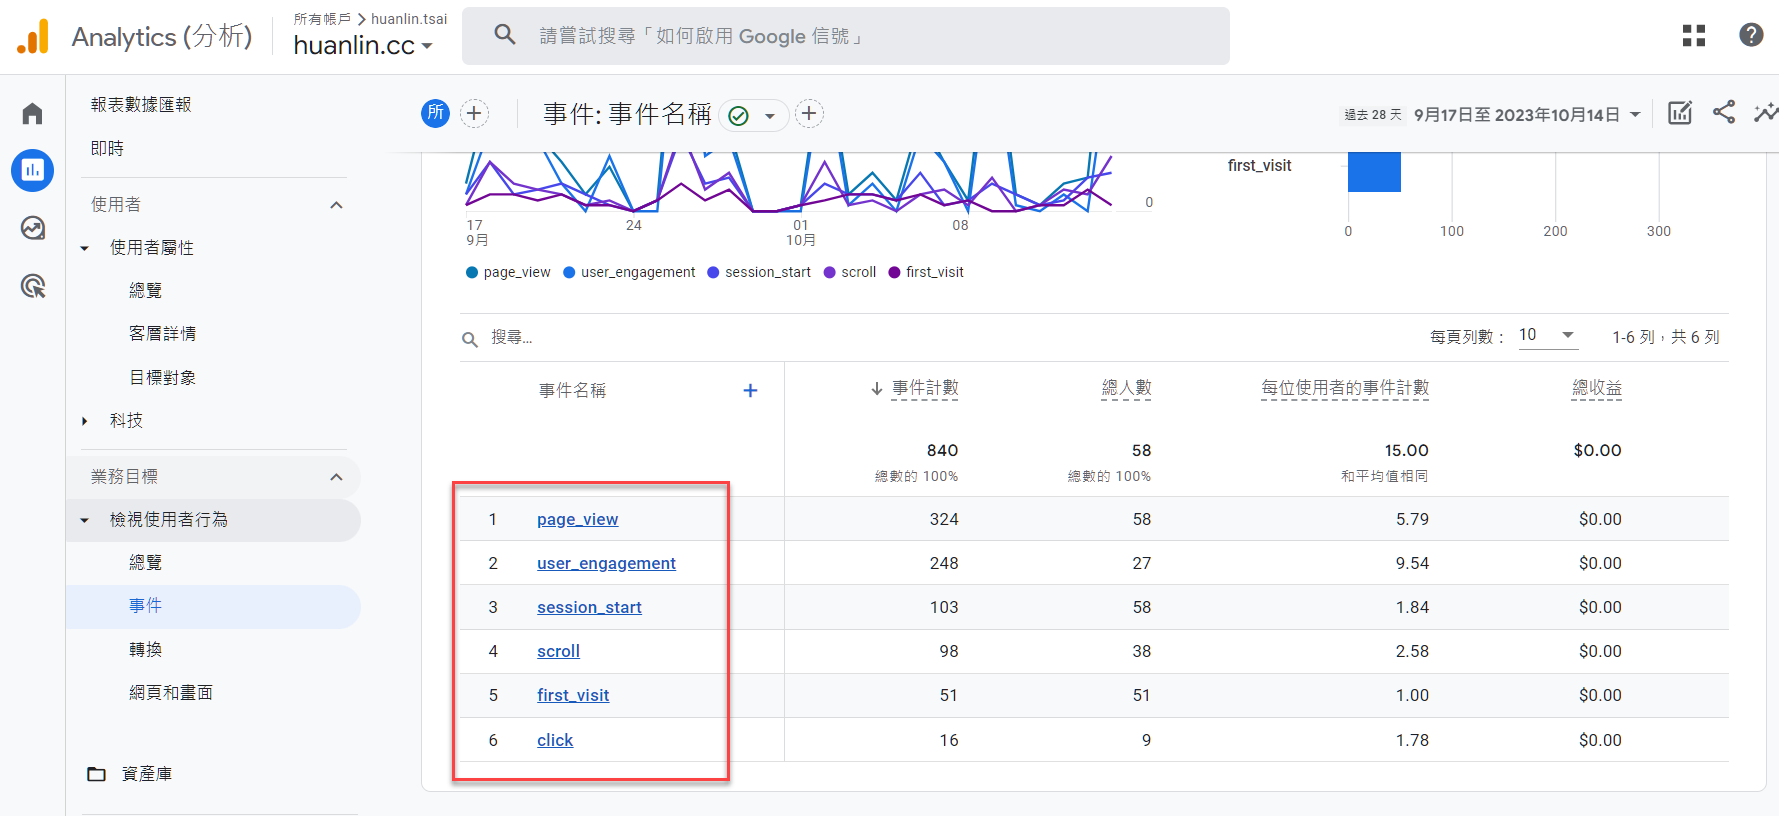 Analytics (分析)
所有帳戶 > huanlin.tsai
huanlin.cc
請嘗試搜尋「如何啟用 Google 信號」
報表數據匯報
即時
使用者
使用者屬性
總覽
客層詳情
目標對象
科技
業務目標
檢視使用者行為
總覽
事件
轉換
網頁和畫面
資產庫
所
事件: 事件名稱
過去 28 天 9月17日至 2023年10月14日
0
17
9月
24
01
10月
08
page_view user_engagement session_start scroll first_visit
first_visit
0 100 200 300
搜尋...
每頁列數： 10 1-6 列，共 6 列
事件名稱 事件計數 總人數 每位使用者的事件計數 總收益
840 58 15.00 $0.00
總數的 100% 總數的 100% 和平均值相同
1 page_view 324 58 5.79 $0.00
2 user_engagement 248 27 9.54 $0.00
3 session_start 103 58 1.84 $0.00
4 scroll 98 38 2.58 $0.00
5 first_visit 51 51 1.00 $0.00
6 click 16 9 1.78 $0.00